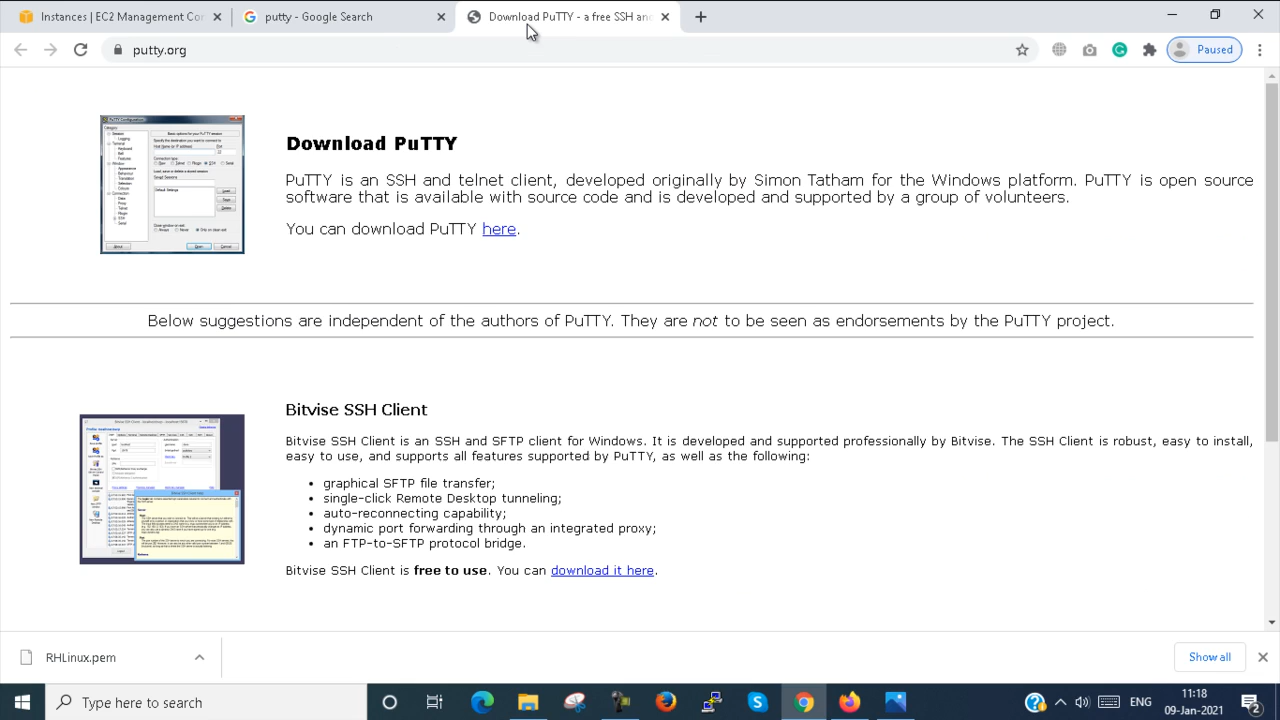 Instances | EC2 Management Con
putty - Google Search
Download PuTTY - a free SSH and
putty.org
Paused
Download PuTTY
PuTTY is an SSH and telnet client, developed originally by Simon Tatham for the Windows platform. PuTTY is open source
software that is available with source code and is developed and supported by a group of volunteers.
You can download PuTTY here.
Below suggestions are independent of the authors of PuTTY. They are not to be seen as endorsements by the PuTTY project.
Bitvise SSH Client
Bitvise SSH Client is an SSH and SFTP client for Windows. It is developed and supported professionally by Bitvise. The SSH Client is robust, easy to install,
easy to use, and supports all features supported by PuTTY, as well as the following:
• graphical SFTP file transfer;
• single-click Remote Desktop tunneling;
• auto-reconnecting capability;
• dynamic port forwarding through an integrated proxy;
• an FTP-to-SFTP protocol bridge.
Bitvise SSH Client is free to use. You can download it here.
RHLinux.pem
Show all
Type here to search
ENG
11:18
09-Jan-2021
2